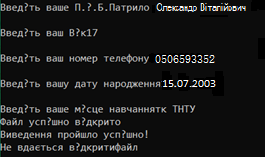 Введ?ть ваше П.?.Б.Патрило Олександр Віталійович
Введ?ть ваш В?к17
Введ?ть ваш номер телефону 0506593352
Введ?ть вашу дату народження15.07.2003
Введ?ть ваше м?сце навчаннятк ТНТУ
Файл усп?шно в?дкрито
Виведення пройшло усп?шно!
Не вдається в?дкритифайл